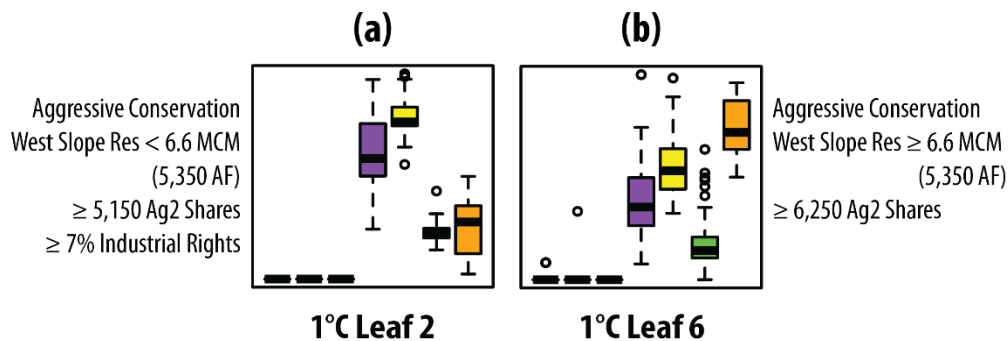 (a)
(b)
Aggressive Conservation
West Slope Res < 6.6 MCM
(5,350 AF)
≥ 5,150 Ag2 Shares
≥ 7% Industrial Rights
Aggressive Conservation
West Slope Res ≥ 6.6 MCM
(5,350 AF)
≥ 6,250 Ag2 Shares
1°C Leaf 2
1°C Leaf 6